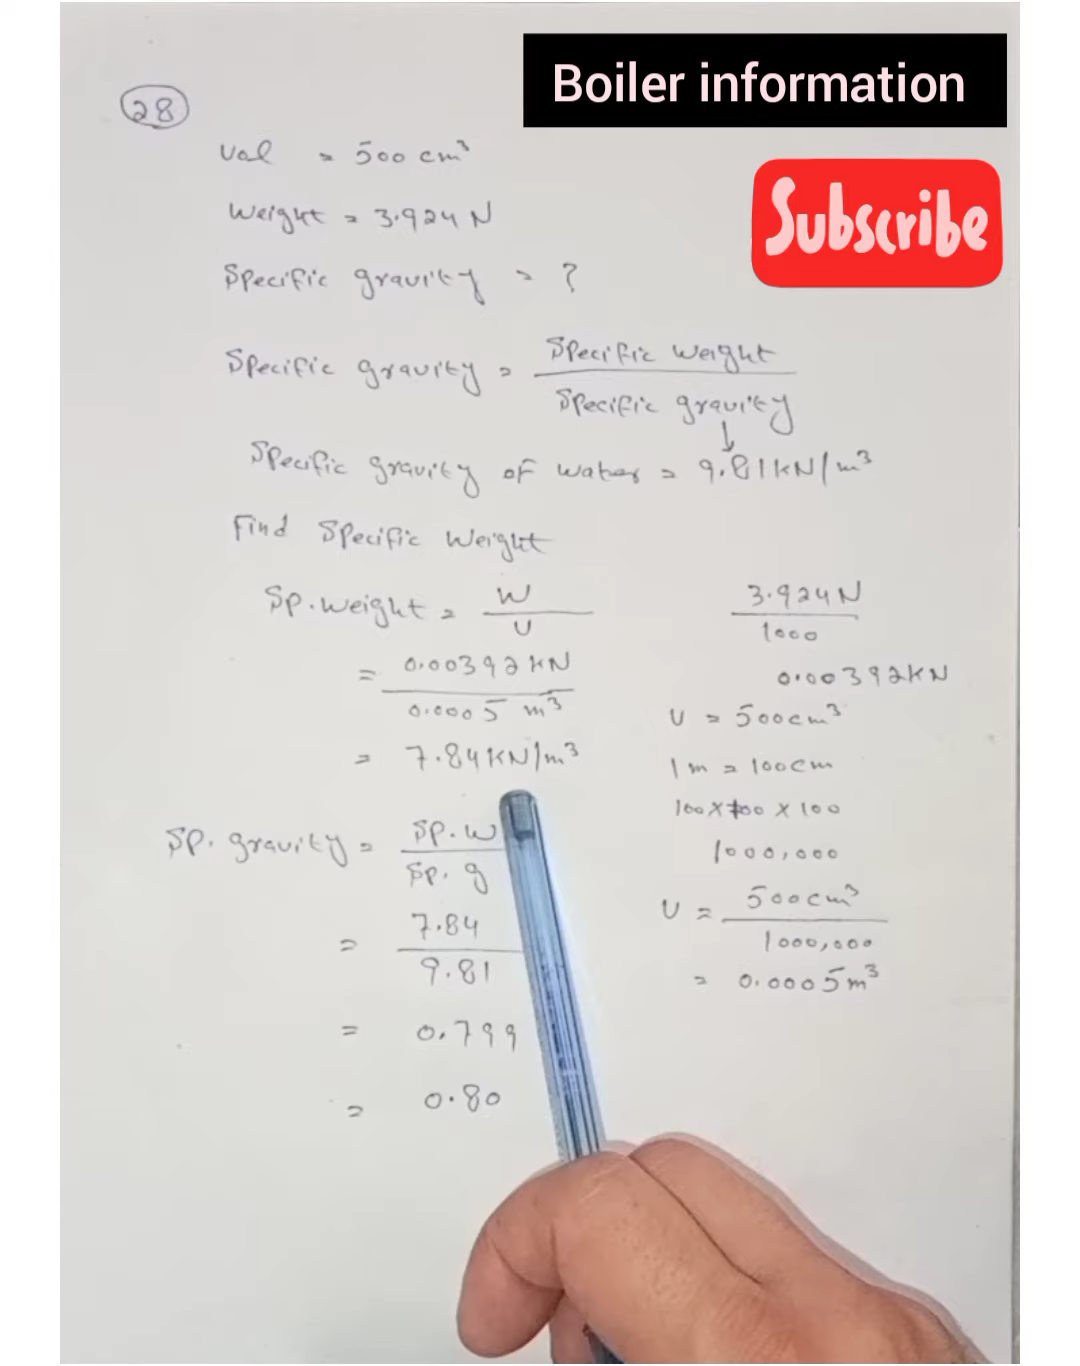 Boiler information
Subscribe
28
Vol = 500 cm³
Weight = 3.924 N
Specific gravity = ?
Specific gravity = Specific weight
Specific gravity
↓
Specific gravity of water = 9.81 KN/m³
Find Specific Weight
Sp. weight = W
U
= 0.00392 KN
0.0005 m³
= 7.84 KN/m³
Sp. gravity = Sp. w
Sp. g
= 7.84
9.81
= 0.799
= 0.80
3.924 N
1000
0.00392 KN
U = 500 cm³
1 m = 100 cm
100 X 100 X 100
1000,000
U = 500 cm³
1000,000
= 0.0005 m³